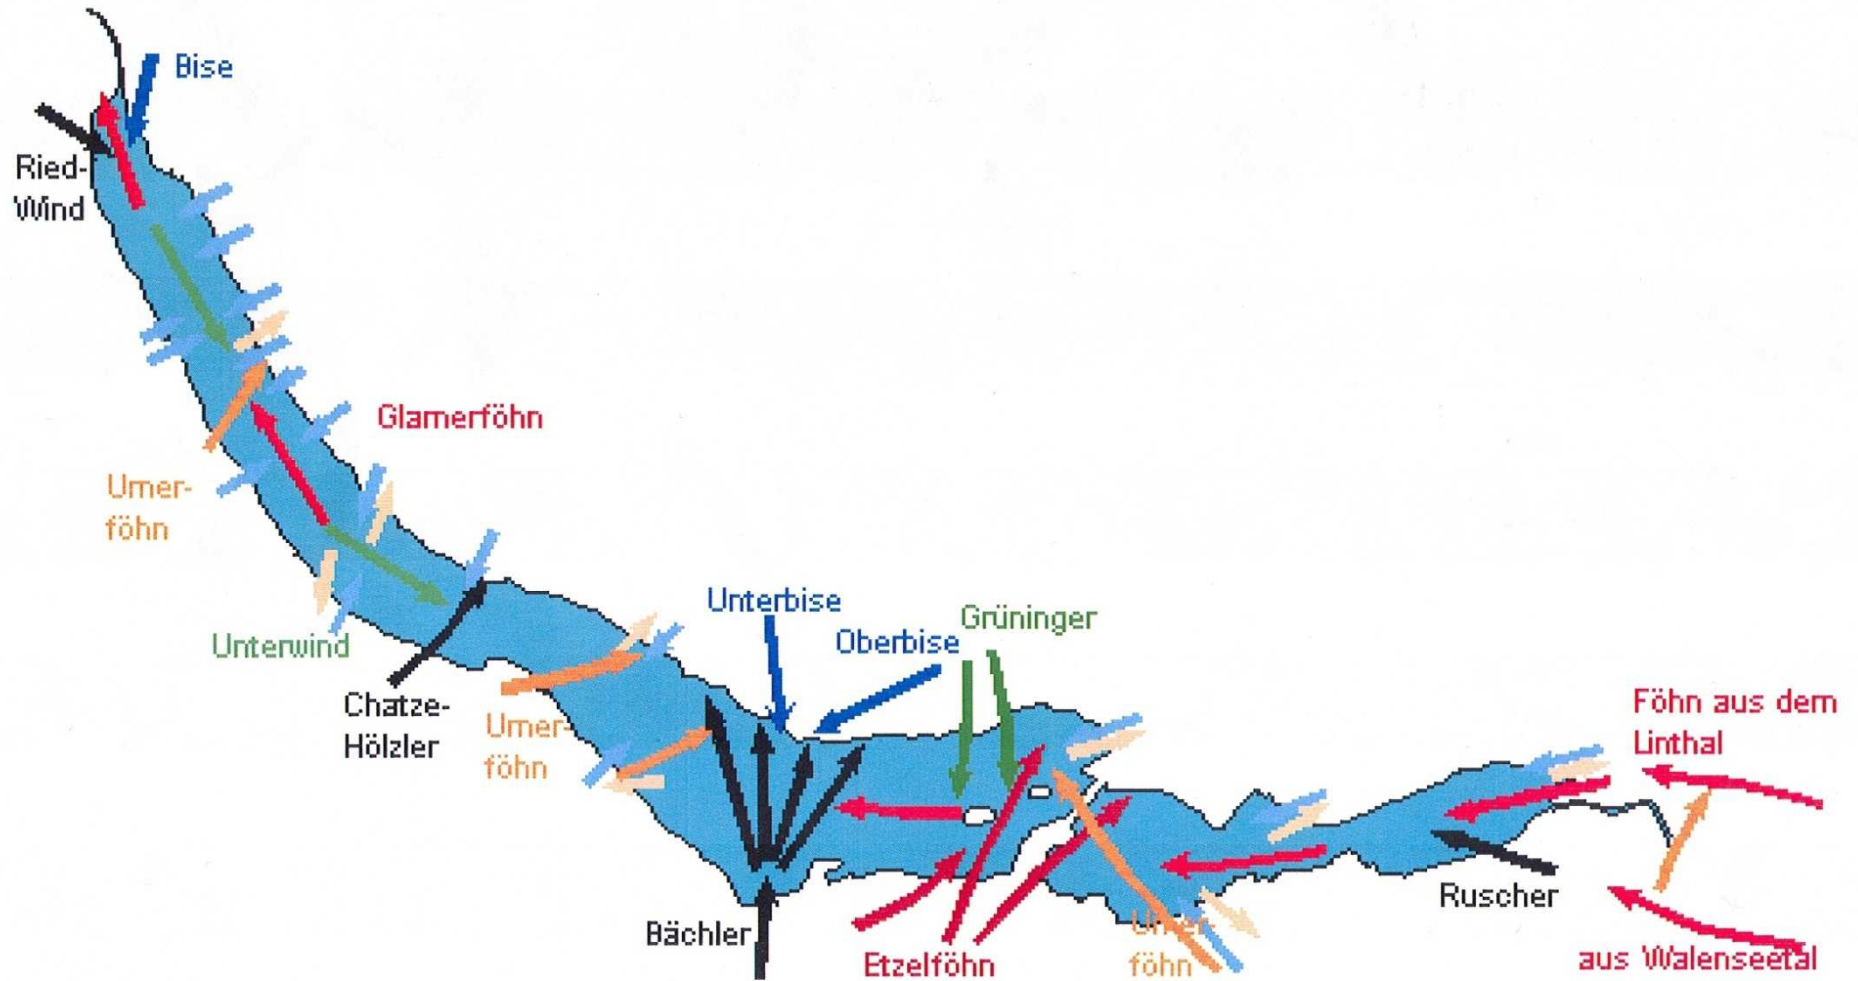 Bise
Ried-
Wind
Glarnerföhn
Urner-
föhn
Unterwind
Chatze-
Hölzler
Urner-
föhn
Unterbise
Oberbise
Grüninger
Föhn aus dem
Linthal
Ruscher
Bächler
Etzelföhn
Urner-
föhn
aus Walenseetal